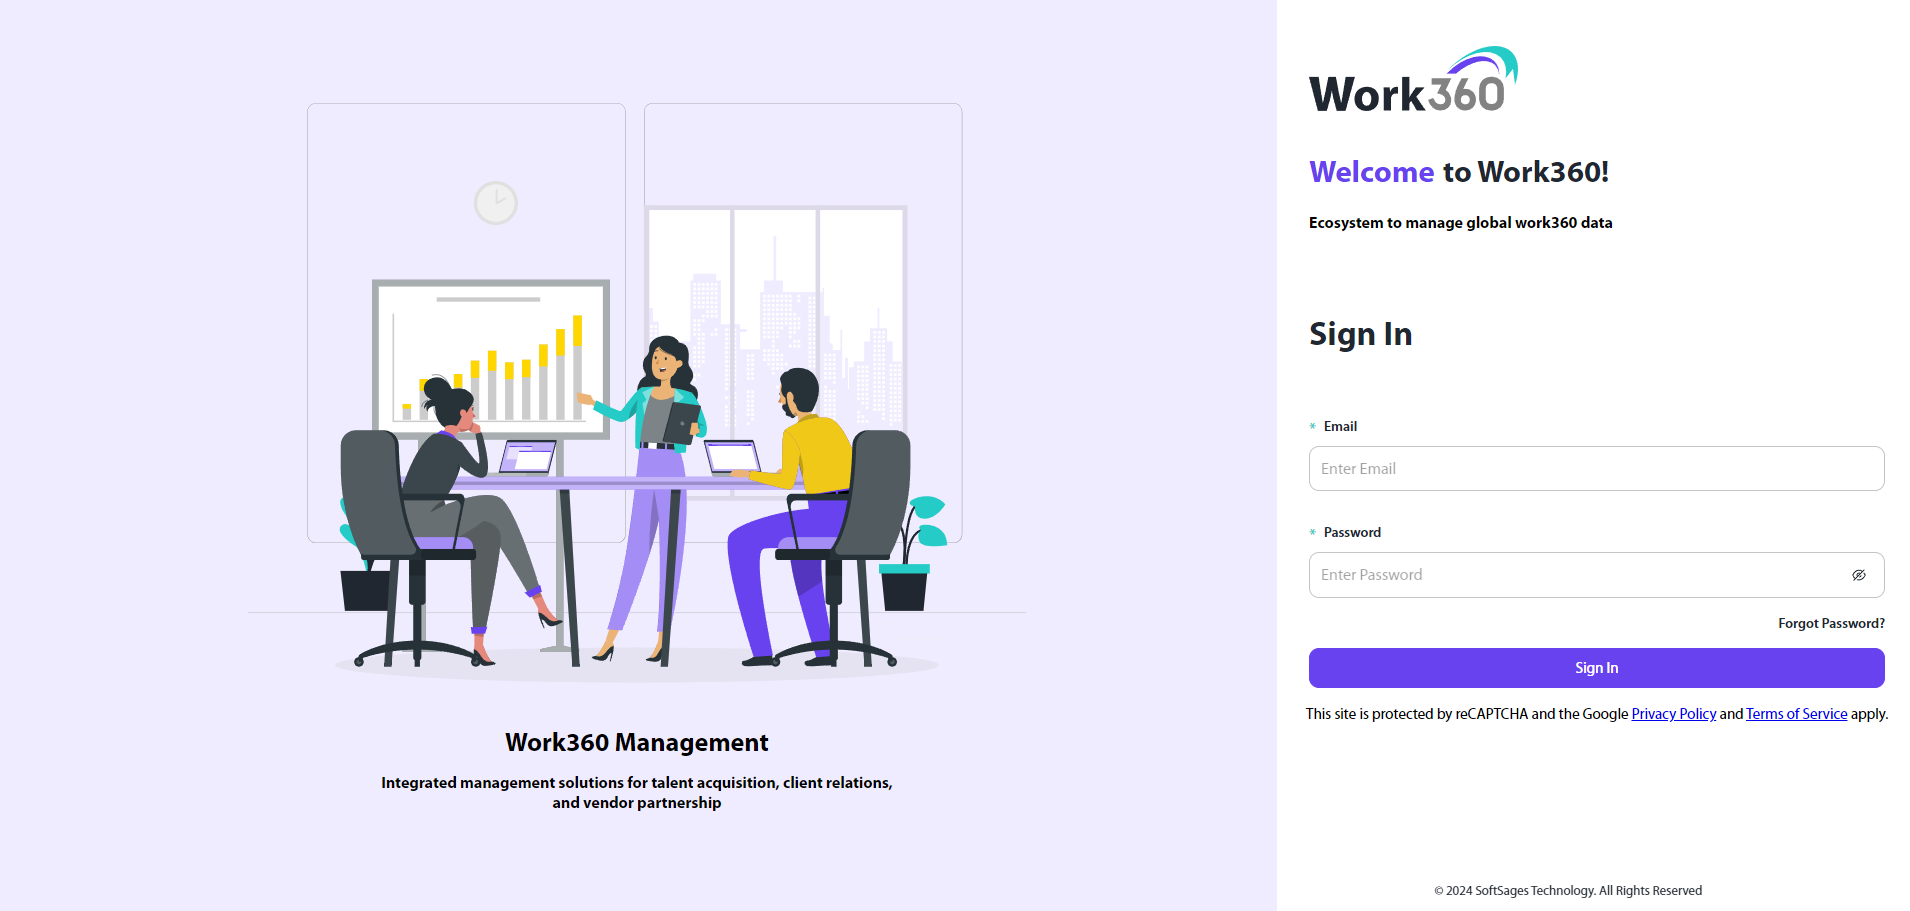 Work360 Management
Integrated management solutions for talent acquisition, client relations,
and vendor partnership
Work360
Welcome to Work360!
Ecosystem to manage global work360 data
Sign In
* Email
Enter Email
* Password
Enter Password
Forgot Password?
Sign In
This site is protected by reCAPTCHA and the Google Privacy Policy and Terms of Service apply.
© 2024 SoftSages Technology. All Rights Reserved